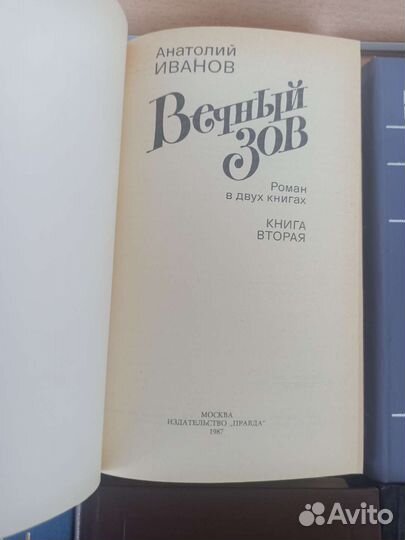 Анатолий
ИВАНОВ
Вечный
Зов
Роман
в двух книгах
КНИГА
ВТОРАЯ
МОСКВА
ИЗДАТЕЛЬСТВО „ПРАВДА"
1987
Avito